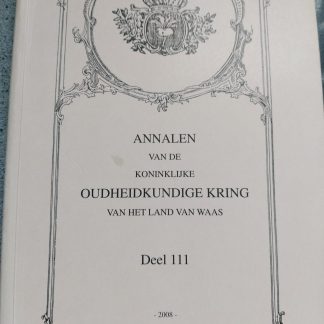 ANNALEN
VAN DE
KONINKLIJKE
OUDHEIDKUNDIGE KRING
VAN HET LAND VAN WAAS
Deel 111
- 2008 -